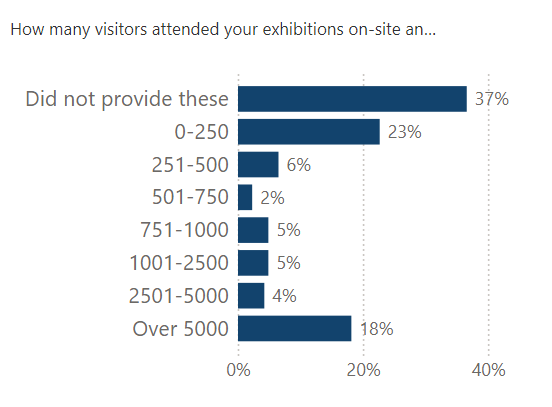 How many visitors attended your exhibitions on-site an...
Did not provide these 37%
0-250 23%
251-500 6%
501-750 2%
751-1000 5%
1001-2500 5%
2501-5000 4%
Over 5000 18%
0% 20% 40%